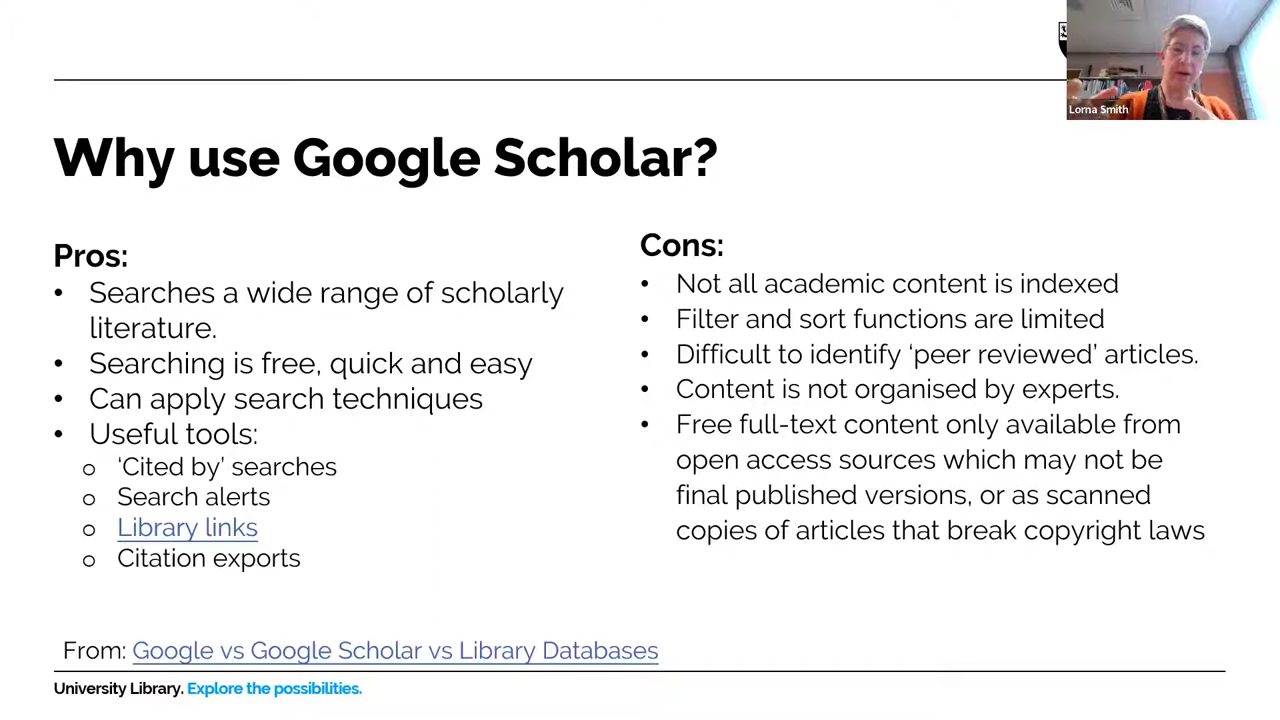 Lorna Smith
Why use Google Scholar?
Pros:
• Searches a wide range of scholarly
literature.
• Searching is free, quick and easy
• Can apply search techniques
• Useful tools:
o ‘Cited by’ searches
o Search alerts
o Library links
o Citation exports
Cons:
• Not all academic content is indexed
• Filter and sort functions are limited
• Difficult to identify ‘peer reviewed’ articles.
• Content is not organised by experts.
• Free full-text content only available from
open access sources which may not be
final published versions, or as scanned
copies of articles that break copyright laws
From: Google vs Google Scholar vs Library Databases
University Library. Explore the possibilities.